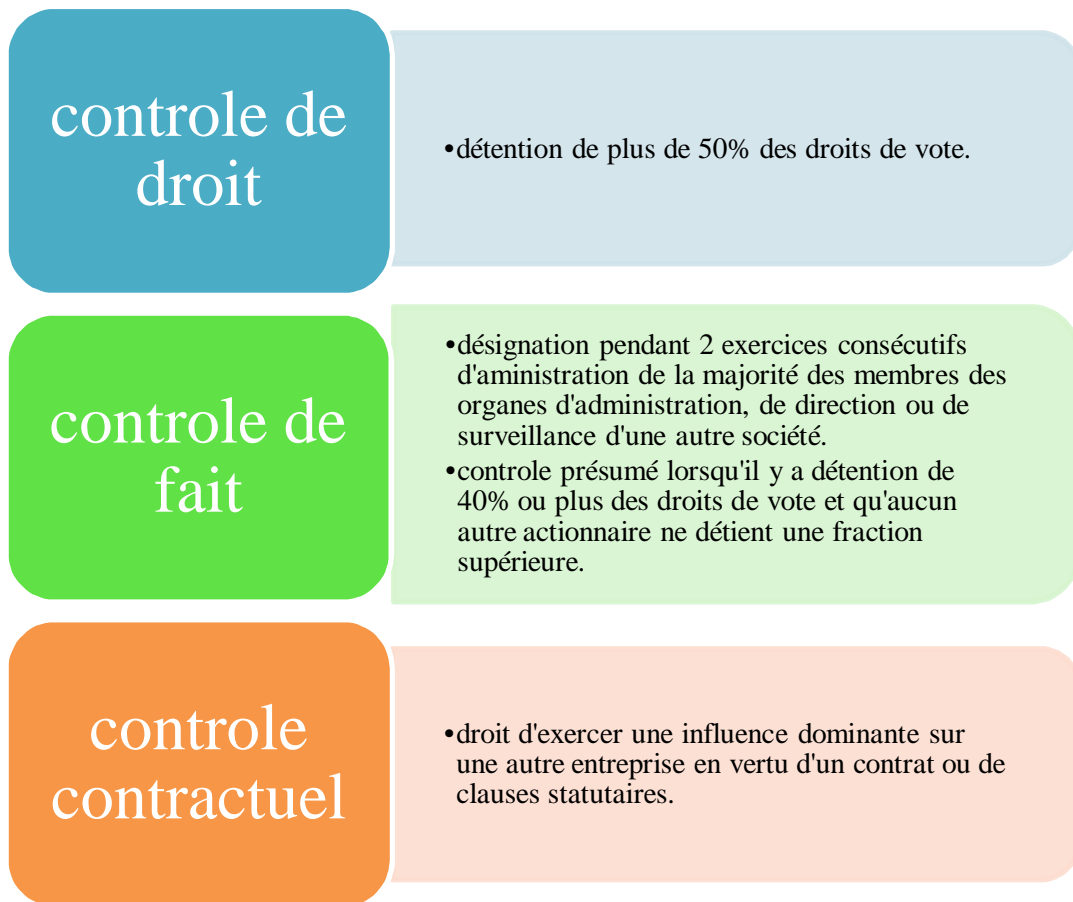 controle de
droit
•détention de plus de 50% des droits de vote.
controle de
fait
•désignation pendant 2 exercices consécutifs
d'aministration de la majorité des membres des
organes d'administration, de direction ou de
surveillance d'une autre société.
•controle présumé lorsqu'il y a détention de
40% ou plus des droits de vote et qu'aucun
autre actionnaire ne détient une fraction
supérieure.
controle
contractuel
•droit d'exercer une influence dominante sur
une autre entreprise en vertu d'un contrat ou de
clauses statutaires.